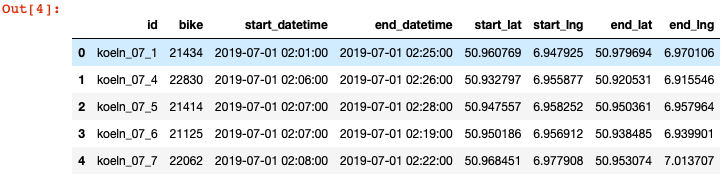 Out[4]:
id bike start_datetime end_datetime start_lat start_lng end_lat end_lng
0 koeln_07_1 21434 2019-07-01 02:01:00 2019-07-01 02:25:00 50.960769 6.947925 50.979694 6.970106
1 koeln_07_4 22830 2019-07-01 02:06:00 2019-07-01 02:26:00 50.932797 6.955877 50.920531 6.915546
2 koeln_07_5 21414 2019-07-01 02:07:00 2019-07-01 02:28:00 50.947557 6.958252 50.950361 6.957964
3 koeln_07_6 21125 2019-07-01 02:07:00 2019-07-01 02:19:00 50.950186 6.956912 50.938485 6.939901
4 koeln_07_7 22062 2019-07-01 02:08:00 2019-07-01 02:22:00 50.968451 6.977908 50.953074 7.013707